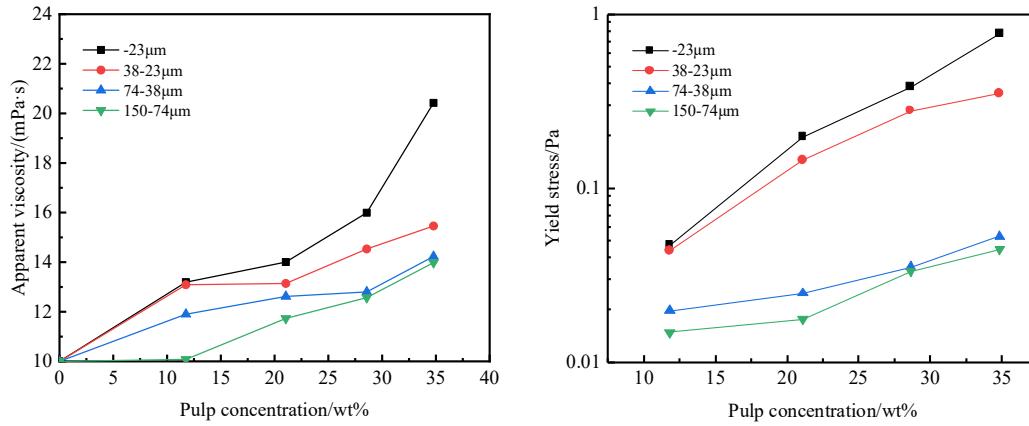 24
22
20
18
16
14
12
10
Apparent viscosity/(mPa·s)
-23μm
38-23μm
74-38μm
150-74μm
0 5 10 15 20 25 30 35 40
Pulp concentration/wt%
1
0.1
0.01
Yield stress/Pa
-23μm
38-23μm
74-38μm
150-74μm
10 15 20 25 30 35
Pulp concentration/wt%